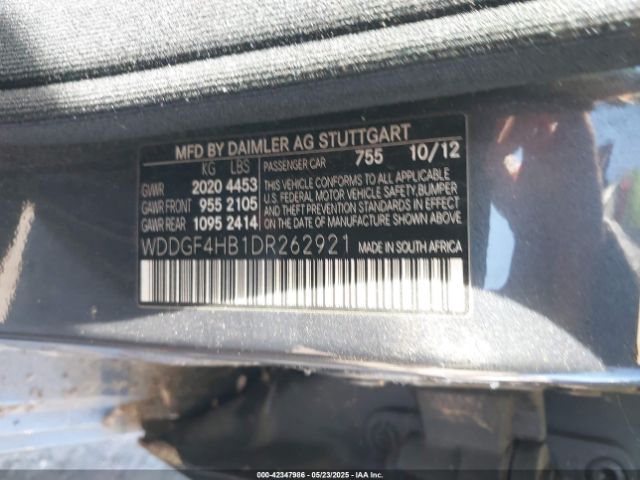 MFD BY DAIMLER AG STUTTGART
KG LBS PASSENGER CAR 755 10/12
GVWR 2020 4453
GAWR FRONT 955 2105
GAWR REAR 1095 2414
THIS VEHICLE CONFORMS TO ALL APPLICABLE
U.S. FEDERAL MOTOR VEHICLE SAFETY, BUMPER
AND THEFT PREVENTION STANDARDS IN EFFECT
ON THE DATE OF MANUFACTURE SHOWN ABOVE
WDDGF4HB1DR262921 MADE IN SOUTH AFRICA
000-42347986 - 05/23/2025 - IAA Inc.